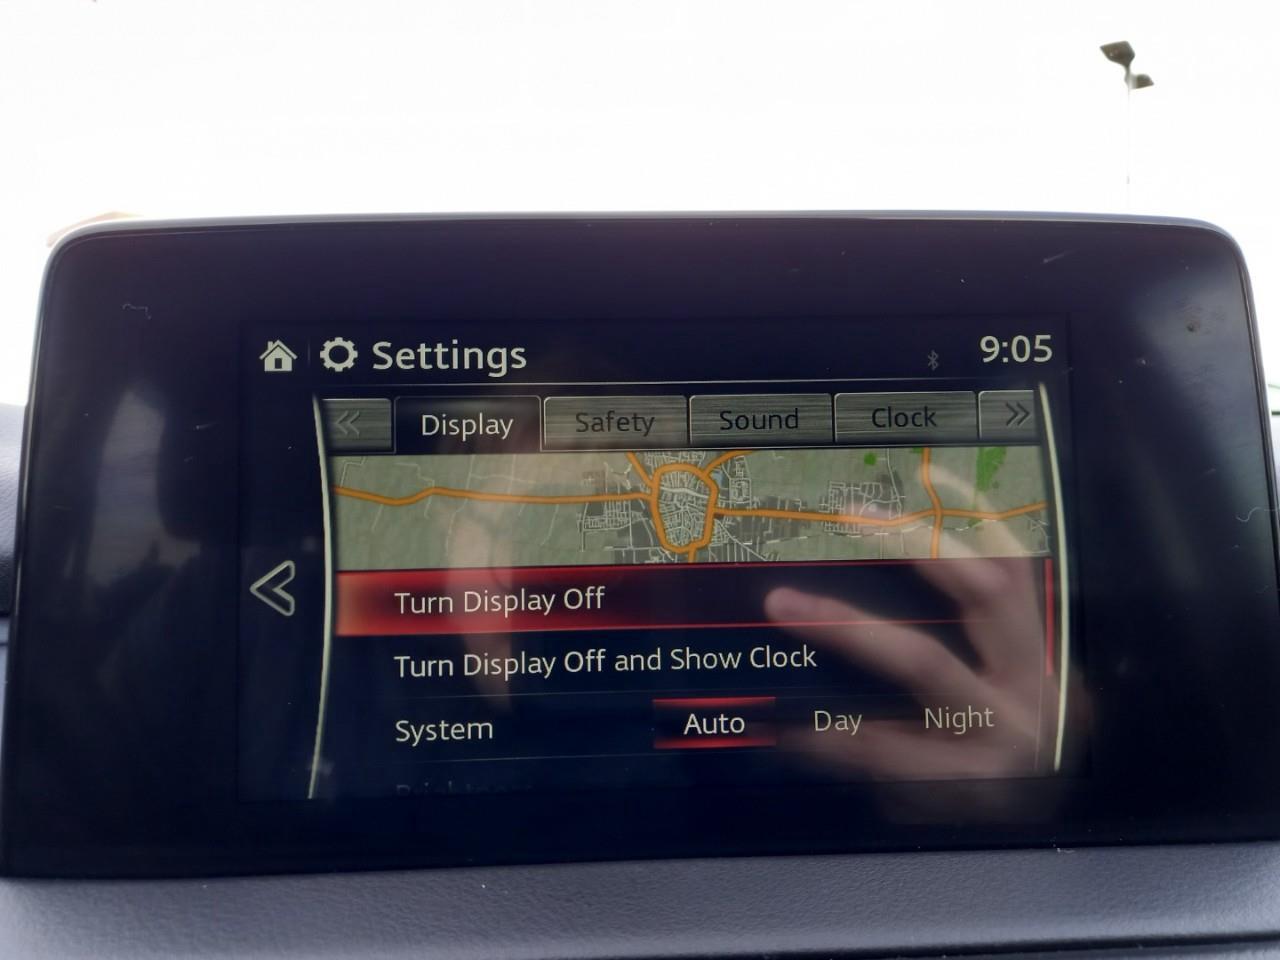 Settings 9:05
Display Safety Sound Clock
Turn Display Off
Turn Display Off and Show Clock
System Auto Day Night